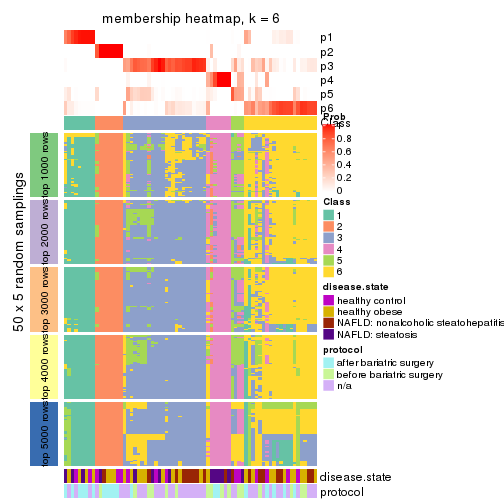 membership heatmap, k = 6
p1
p2
p3
p4
p5
p6
Class
50 x 5 random samplings
top 1000 rows
top 2000 rows
top 3000 rows
top 4000 rows
top 5000 rows
disease.state
protocol
Prob
1
0.8
0.6
0.4
0.2
0
Class
1
2
3
4
5
6
disease.state
healthy control
healthy obese
NAFLD: nonalcoholic steatohepatitis
NAFLD: steatosis
protocol
after bariatric surgery
before bariatric surgery
n/a